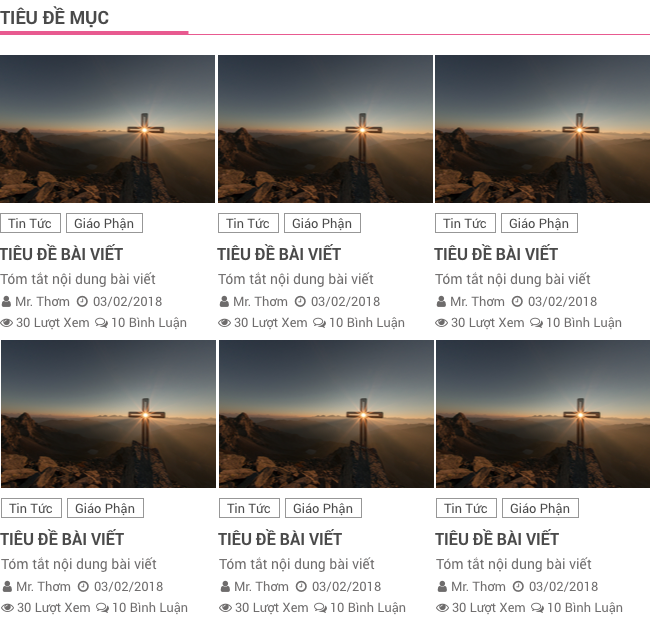 TIÊU ĐỀ MỤC
Tin Tức Giáo Phận
TIÊU ĐỀ BÀI VIẾT
Tóm tắt nội dung bài viết
Mr. Thơm 03/02/2018
30 Lượt Xem 10 Bình Luận
Tin Tức Giáo Phận
TIÊU ĐỀ BÀI VIẾT
Tóm tắt nội dung bài viết
Mr. Thơm 03/02/2018
30 Lượt Xem 10 Bình Luận
Tin Tức Giáo Phận
TIÊU ĐỀ BÀI VIẾT
Tóm tắt nội dung bài viết
Mr. Thơm 03/02/2018
30 Lượt Xem 10 Bình Luận
Tin Tức Giáo Phận
TIÊU ĐỀ BÀI VIẾT
Tóm tắt nội dung bài viết
Mr. Thơm 03/02/2018
30 Lượt Xem 10 Bình Luận
Tin Tức Giáo Phận
TIÊU ĐỀ BÀI VIẾT
Tóm tắt nội dung bài viết
Mr. Thơm 03/02/2018
30 Lượt Xem 10 Bình Luận
Tin Tức Giáo Phận
TIÊU ĐỀ BÀI VIẾT
Tóm tắt nội dung bài viết
Mr. Thơm 03/02/2018
30 Lượt Xem 10 Bình Luận